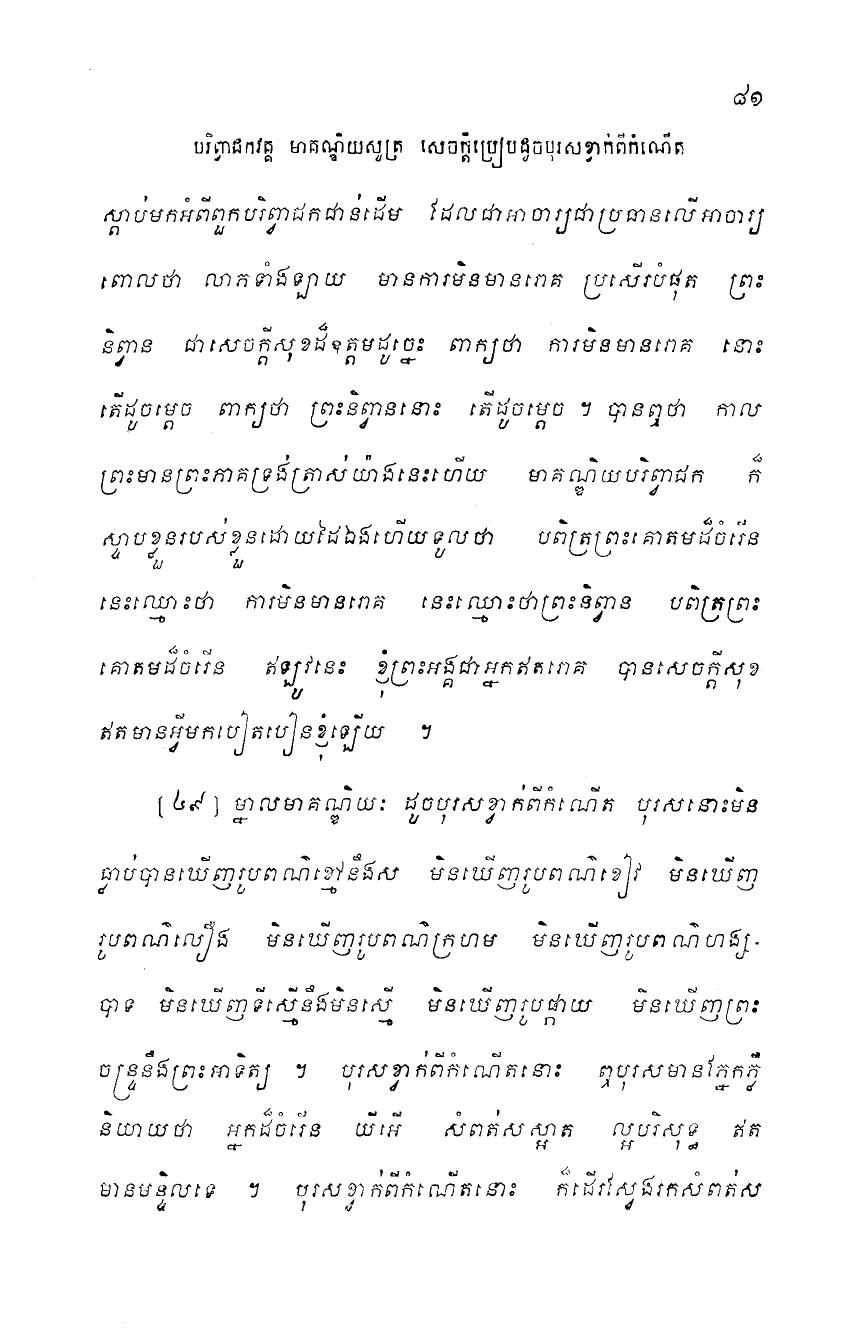 ៨១
បរិព្វាជកវគ្គ មាគណ្ឌិយសូត្រ សេចក្តីប្រៀបដូចបុរសខ្វាក់ពីកំណើត
ស្តាប់មកអំពីពួកបរិព្វាជកជាន់ដើម ដែលជាអាចារ្យជាប្រធានលើអាចារ្យ
ពោលថា លាភទាំងឡាយ មានការមិនមានរោគ ប្រសើរបំផុត ព្រះ
និព្វាន ជាសេចក្តីសុខដ៏ឧត្តមដូច្នេះ ពាក្យថា ការមិនមានរោគ នោះ
តើដូចម្តេច ពាក្យថា ព្រះនិព្វាននោះ តើដូចម្តេច ។ បានឮថា កាល
ព្រះមានព្រះភាគទ្រង់ត្រាស់យ៉ាងនេះហើយ មាគណ្ឌិយបរិព្វាជក ក៏
ស្ទាបខ្លួនរបស់ខ្លួនដោយដៃឯងហើយទូលថា បពិត្រព្រះគោតមដ៏ចំរើន
នេះឈ្មោះថា ការមិនមានរោគ នេះឈ្មោះថាព្រះនិព្វាន បពិត្រព្រះ
គោតមដ៏ចំរើន ឥឡូវនេះ ខ្ញុំព្រះអង្គជាអ្នកឥតរោគ បានសេចក្តីសុខ
ឥតមានអ្វីមកបៀតបៀនខ្ញុំឡើយ ។
[៤៩] ម្នាលមាគណ្ឌិយៈ ដូចបុរសខ្វាក់ពីកំណើត បុរសនោះមិន
ធ្លាប់បានឃើញរូបពណ៌ខ្មៅនឹងស មិនឃើញរូបពណ៌ខៀវ មិនឃើញ
រូបពណ៌លឿង មិនឃើញរូបពណ៌ក្រហម មិនឃើញរូបពណ៌ហង្ស-
បាទ មិនឃើញទីស្មើនឹងមិនស្មើ មិនឃើញរូបផ្កាយ មិនឃើញព្រះ
ចន្ទ្រនឹងព្រះអាទិត្យ ។ បុរសខ្វាក់ពីកំណើតនោះ ឮបុរសមានភ្នែកភ្លឺ
និយាយថា អ្នកដ៏ចំរើន យីអើ សំពត់សស្អាត ល្អបរិសុទ្ធ ឥត
មានមន្ទិលទេ ។ បុរសខ្វាក់ពីកំណើតនោះ ក៏ដើរស្វែងរកសំពត់ស